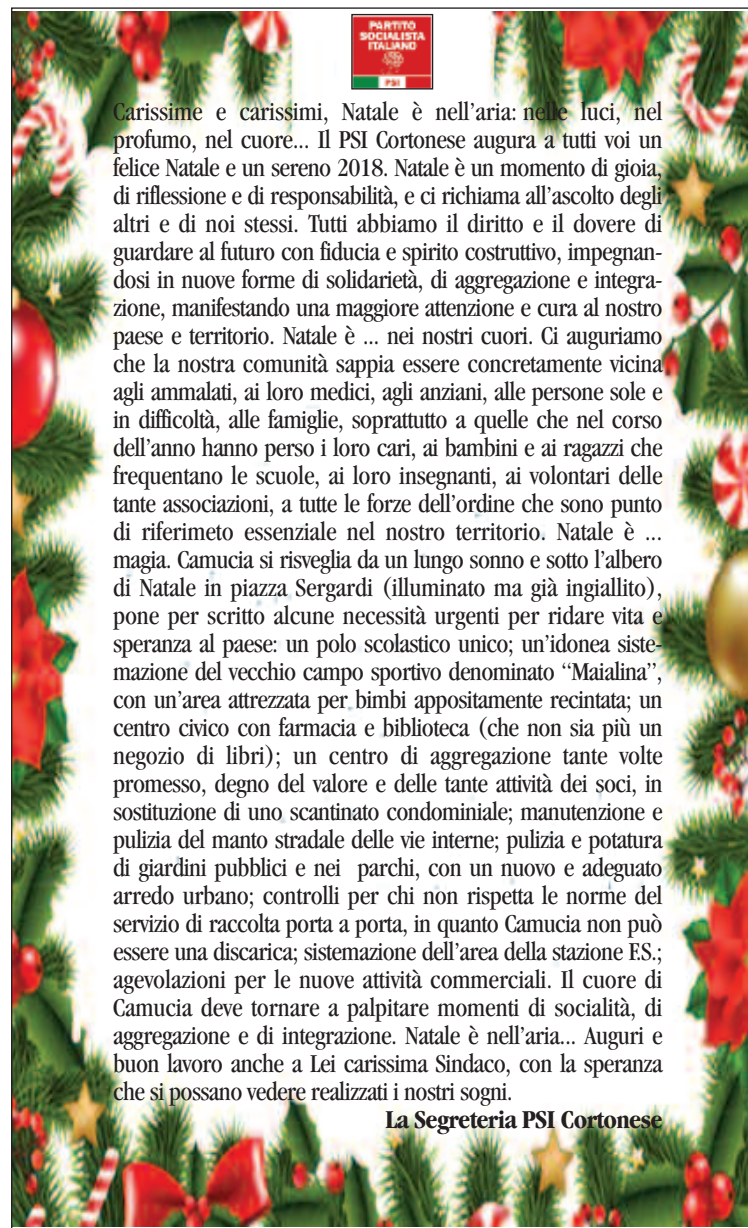 PARTITO
SOCIALISTA
ITALIANO
PSI
Carissime e carissimi, Natale è nell'aria: nelle luci, nel
profumo, nel cuore... Il PSI Cortonese augura a tutti voi un
felice Natale e un sereno 2018. Natale è un momento di gioia,
di riflessione e di responsabilità, e ci richiama all'ascolto degli
altri e di noi stessi. Tutti abbiamo il diritto e il dovere di
guardare al futuro con fiducia e spirito costruttivo, impegnan-
dosi in nuove forme di solidarietà, di aggregazione e integra-
zione, manifestando una maggiore attenzione e cura al nostro
paese e territorio. Natale è ... nei nostri cuori. Ci auguriamo
che la nostra comunità sappia essere concretamente vicina
agli ammalati, ai loro medici, agli anziani, alle persone sole e
in difficoltà, alle famiglie, soprattutto a quelle che nel corso
dell'anno hanno perso i loro cari, ai bambini e ai ragazzi che
frequentano le scuole, ai loro insegnanti, ai volontari delle
tante associazioni, a tutte le forze dell'ordine che sono punto
di riferimeto essenziale nel nostro territorio. Natale è ...
magia. Camucia si risveglia da un lungo sonno e sotto l'albero
di Natale in piazza Sergardi (illuminato ma già ingiallito),
pone per scritto alcune necessità urgenti per ridare vita e
speranza al paese: un polo scolastico unico; un'idonea siste-
mazione del vecchio campo sportivo denominato “Maialina”,
con un'area attrezzata per bimbi appositamente recintata; un
centro civico con farmacia e biblioteca (che non sia più un
negozio di libri); un centro di aggregazione tante volte
promesso, degno del valore e delle tante attività dei soci, in
sostituzione di uno scantinato condominiale; manutenzione e
pulizia del manto stradale delle vie interne; pulizia e potatura
di giardini pubblici e nei parchi, con un nuovo e adeguato
arredo urbano; controlli per chi non rispetta le norme del
servizio di raccolta porta a porta, in quanto Camucia non può
essere una discarica; sistemazione dell'area della stazione F.S.;
agevolazioni per le nuove attività commerciali. Il cuore di
Camucia deve tornare a palpitare momenti di socialità, di
aggregazione e di integrazione. Natale è nell'aria... Auguri e
buon lavoro anche a Lei carissima Sindaco, con la speranza
che si possano vedere realizzati i nostri sogni.
La Segreteria PSI Cortonese